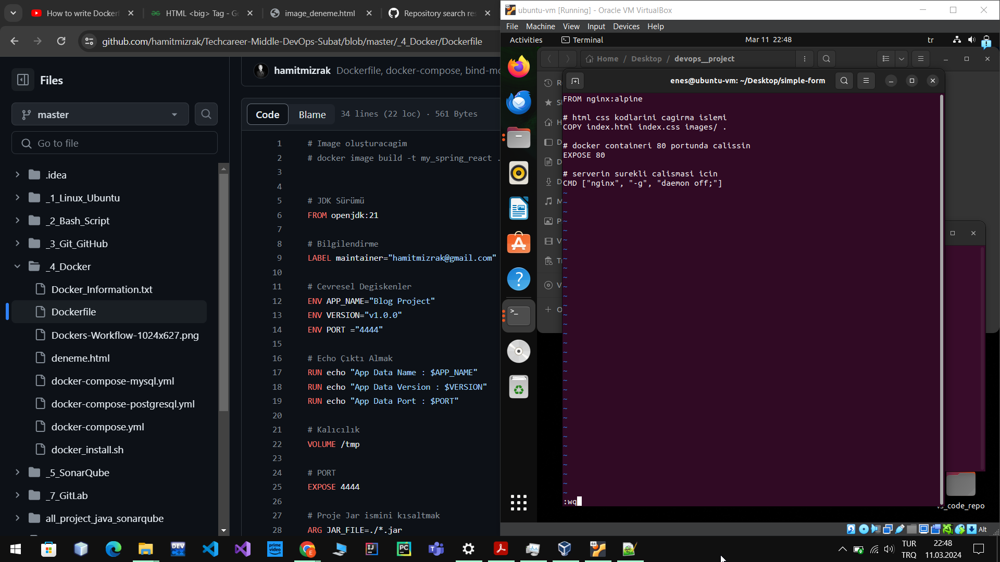 How to write Dockerf
HTML <big> Tag - Ge
image_deneme.html
Repository search res
github.com/hamitmizrak/Techcareer-Middle-DevOps-Subat/blob/master/_4_Docker/Dockerfile
Files
master
Go to file
.idea
_1_Linux_Ubuntu
_2_Bash_Script
_3_Git_GitHub
_4_Docker
Docker_Information.txt
Dockerfile
Dockers-Workflow-1024x627.png
deneme.html
docker-compose-mysql.yml
docker-compose-postgresql.yml
docker-compose.yml
docker_install.sh
_5_SonarQube
_7_GitLab
all_project_java_sonarqube
hamitmizrak Dockerfile, docker-compose, bind-mo
Code Blame 34 lines (22 loc) · 561 Bytes
1 # Image oluşturacagim
2 # docker image build -t my_spring_react .
3
4
5 # JDK Sürümü
6 FROM openjdk:21
7
8 # Bilgilendirme
9 LABEL maintainer="hamitmizrak@gmail.com"
10
11 # Cevresel Degiskenler
12 ENV APP_NAME="Blog Project"
13 ENV VERSION="v1.0.0"
14 ENV PORT ="4444"
15
16 # Echo Çıktı Almak
17 RUN echo "App Data Name : $APP_NAME"
18 RUN echo "App Data Version : $VERSION"
19 RUN echo "App Data Port : $PORT"
20
21 # Kalıcılık
22 VOLUME /tmp
23
24 # PORT
25 EXPOSE 4444
26
27 # Proje Jar ismini kısaltmak
28 ARG JAR_FILE=./*.jar
ubuntu-vm [Running] - Oracle VM VirtualBox
File Machine View Input Devices Help
Activities Terminal Mar 11 22:48 tr
Home / Desktop / devops__project
enes@ubuntu-vm: ~/Desktop/simple-form
FROM nginx:alpine
# html css kodlarini cagirma islemi
COPY index.html index.css images/ .
# docker containeri 80 portunda calissin
EXPOSE 80
# serverin surekli calismasi icin
CMD ["nginx", "-g", "daemon off;"]
:wq
_code_repo
Alt
TUR
TRQ
22:48
11.03.2024